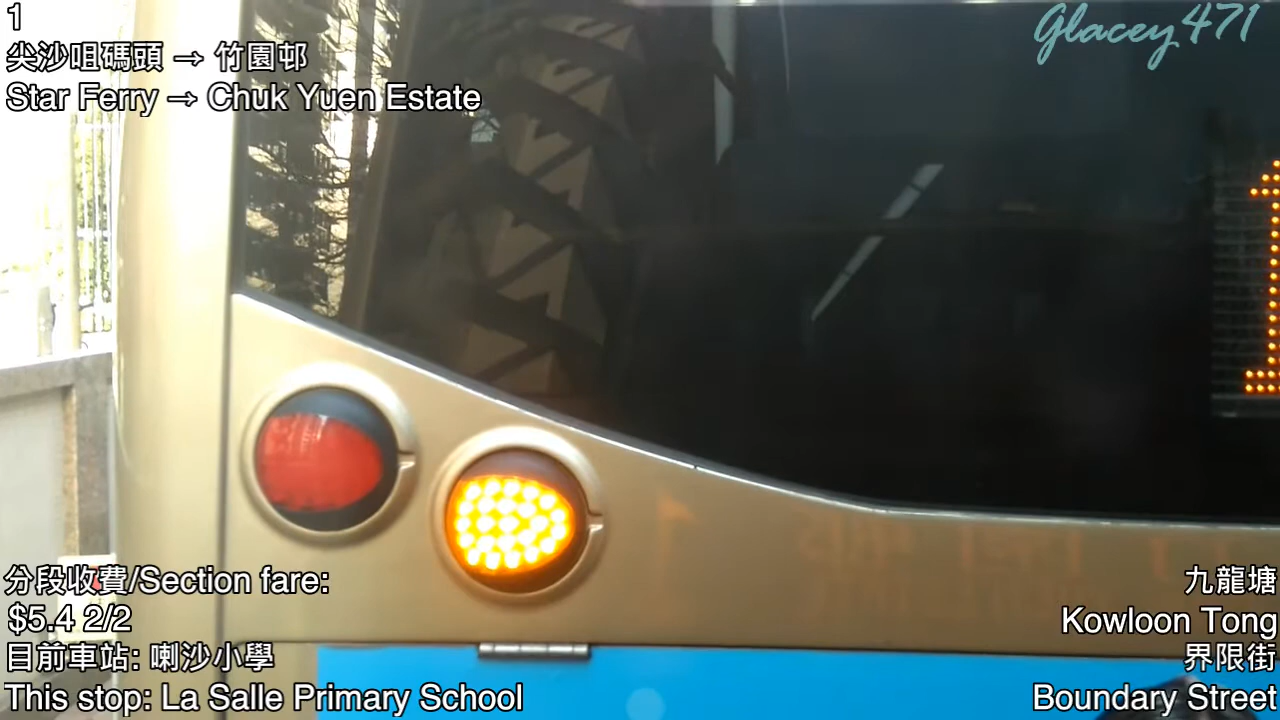 1
尖沙咀碼頭 → 竹園邨
Star Ferry → Chuk Yuen Estate
Glacey471
1
分段收費/Section fare:
$5.4 2/2
目前車站: 喇沙小學
This stop: La Salle Primary School
九龍塘
Kowloon Tong
界限街
Boundary Street